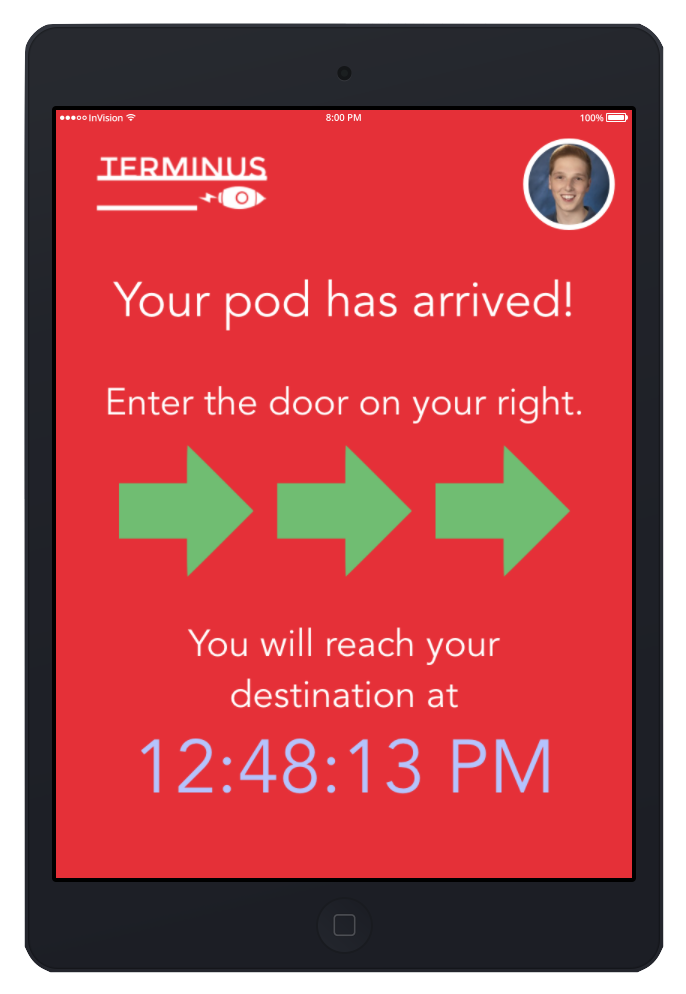 InVision 8:00 PM 100%
TERMINUS
Your pod has arrived!
Enter the door on your right.
You will reach your
destination at
12:48:13 PM